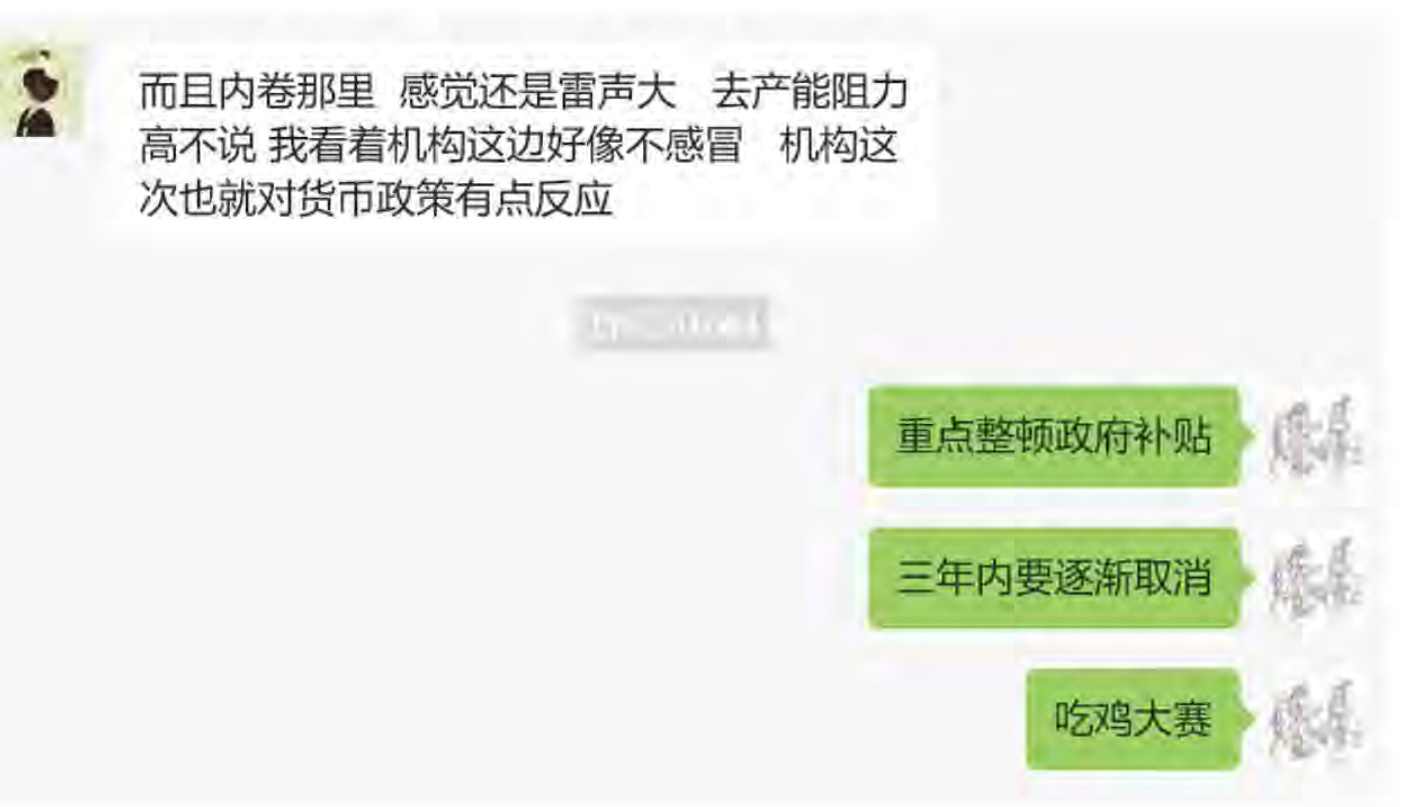 而且内卷那里 感觉还是雷声大 去产能阻力
高不说 我看着机构这边好像不感冒 机构这
次也就对货币政策有点反应
重点整顿政府补贴
三年内要逐渐取消
吃鸡大赛